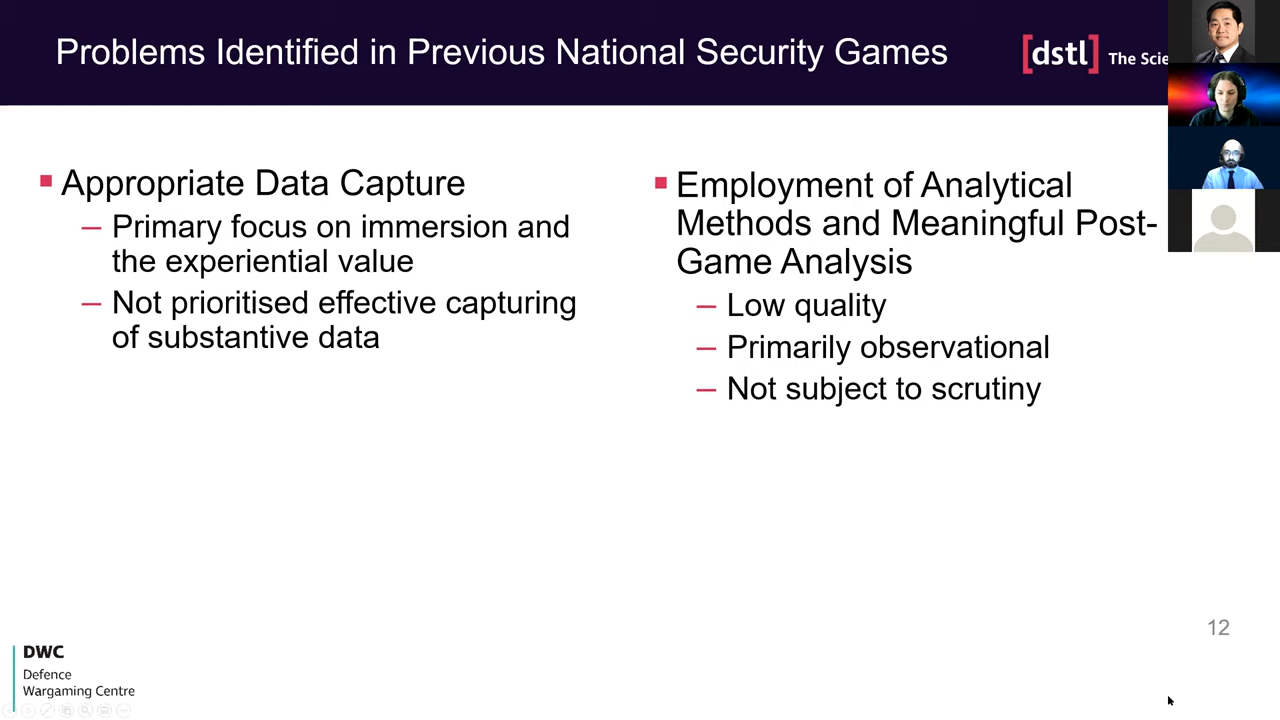 Problems Identified in Previous National Security Games
[dstl] The Scie
Appropriate Data Capture
– Primary focus on immersion and
the experiential value
– Not prioritised effective capturing
of substantive data
Employment of Analytical
Methods and Meaningful Post-
Game Analysis
– Low quality
– Primarily observational
– Not subject to scrutiny
12
DWC
Defence
Wargaming Centre